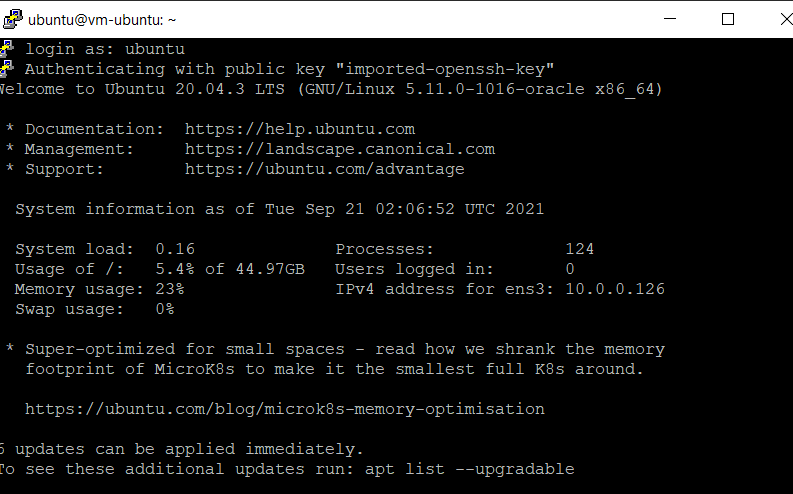 ubuntu@vm-ubuntu: ~
login as: ubuntu
Authenticating with public key "imported-openssh-key"
Welcome to Ubuntu 20.04.3 LTS (GNU/Linux 5.11.0-1016-oracle x86_64)
* Documentation:  https://help.ubuntu.com
* Management:     https://landscape.canonical.com
* Support:        https://ubuntu.com/advantage
System information as of Tue Sep 21 02:06:52 UTC 2021
System load:  0.16              Processes:             124
Usage of /:   5.4% of 44.97GB   Users logged in:       0
Memory usage: 23%               IPv4 address for ens3: 10.0.0.126
Swap usage:   0%
* Super-optimized for small spaces - read how we shrank the memory
footprint of MicroK8s to make it the smallest full K8s around.
https://ubuntu.com/blog/microk8s-memory-optimisation
6 updates can be applied immediately.
To see these additional updates run: apt list --upgradable